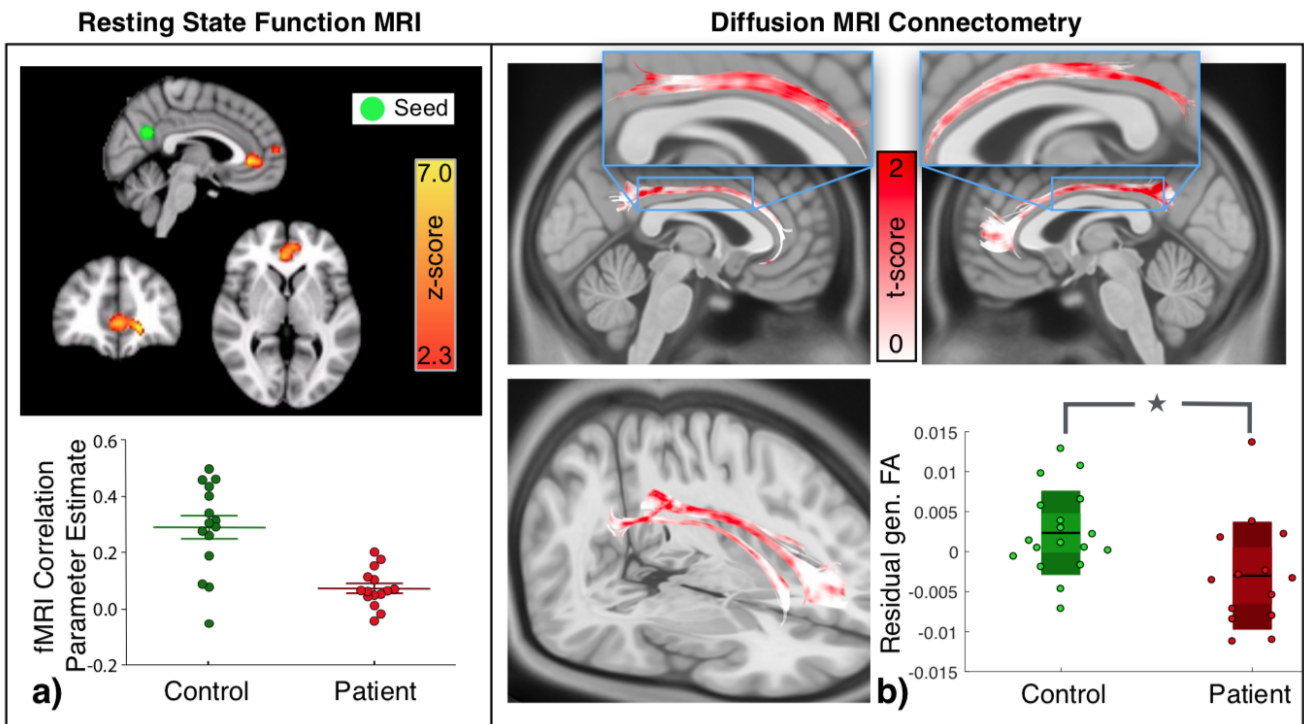 Resting State Function MRI
Diffusion MRI Connectometry
Seed
7.0
z-score
2.3
2
t-score
0
0.6
0.4
0.2
0.0
-0.2
fMRI Correlation
Parameter Estimate
Control
Patient
a)
0.015
0.01
0.005
0
-0.005
-0.01
-0.015
Residual gen. FA
Control
Patient
b)